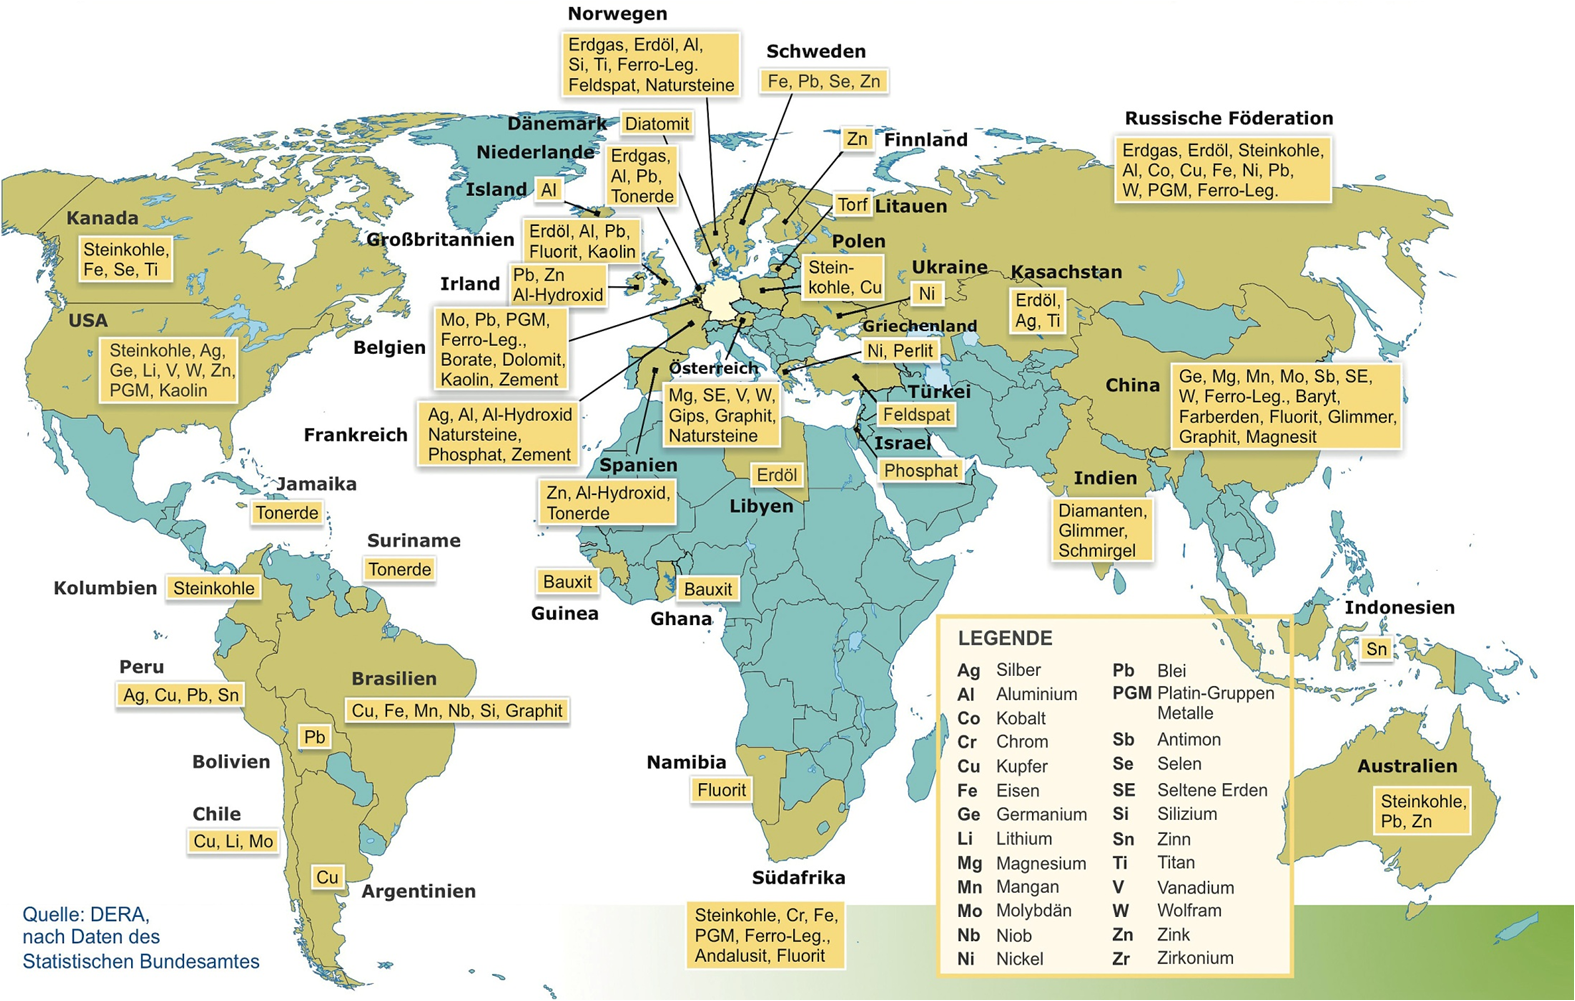 Norwegen
Erdgas, Erdöl, Al,
Si, Ti, Ferro-Leg.
Feldspat, Natursteine
Schweden
Fe, Pb, Se, Zn
Dänemark
Diatomit
Niederlande
Erdgas,
Al, Pb,
Tonerde
Island
Al
Zn
Finnland
Russische Föderation
Erdgas, Erdöl, Steinkohle,
Al, Co, Cu, Fe, Ni, Pb,
W, PGM, Ferro-Leg.
Torf
Litauen
Kanada
Steinkohle,
Fe, Se, Ti
Großbritannien
Erdöl, Al, Pb,
Fluorit, Kaolin
Polen
Stein-
kohle, Cu
Irland
Pb, Zn
Al-Hydroxid
Ukraine
Ni
Kasachstan
Erdöl,
Ag, Ti
USA
Steinkohle, Ag,
Ge, Li, V, W, Zn,
PGM, Kaolin
Belgien
Mo, Pb, PGM,
Ferro-Leg.,
Borate, Dolomit,
Kaolin, Zement
Griechenland
Ni, Perlit
Österreich
Mg, SE, V, W
Gips, Graphit,
Natursteine
Türkei
Feldspat
China
Ge, Mg, Mn, Mo, Sb, SE,
W, Ferro-Leg., Baryt,
Farberden, Fluorit, Glimmer,
Graphit, Magnesit
Frankreich
Ag, Al, Al-Hydroxid
Natursteine,
Phosphat, Zement
Israel
Phosphat
Spanien
Zn, Al-Hydroxid,
Tonerde
Erdöl
Libyen
Indien
Diamanten,
Glimmer,
Schmirgel
Jamaika
Tonerde
Suriname
Tonerde
Kolumbien
Steinkohle
Bauxit
Guinea
Bauxit
Ghana
Indonesien
Sn
Peru
Ag, Cu, Pb, Sn
Brasilien
Cu, Fe, Mn, Nb, Si, Graphit
Pb
Bolivien
Chile
Cu, Li, Mo
Cu
Argentinien
Namibia
Fluorit
Südafrika
Steinkohle, Cr, Fe,
PGM, Ferro-Leg.,
Andalusit, Fluorit
Australien
Steinkohle,
Pb, Zn
LEGENDE
Ag Silber
Al Aluminium
Co Kobalt
Cr Chrom
Cu Kupfer
Fe Eisen
Ge Germanium
Li Lithium
Mg Magnesium
Mn Mangan
Mo Molybdän
Nb Niob
Ni Nickel
Pb Blei
PGM Platin-Gruppen
Metalle
Sb Antimon
Se Selen
SE Seltene Erden
Si Silizium
Sn Zinn
Ti Titan
V Vanadium
W Wolfram
Zn Zink
Zr Zirkonium
Quelle: DERA,
nach Daten des
Statistischen Bundesamtes